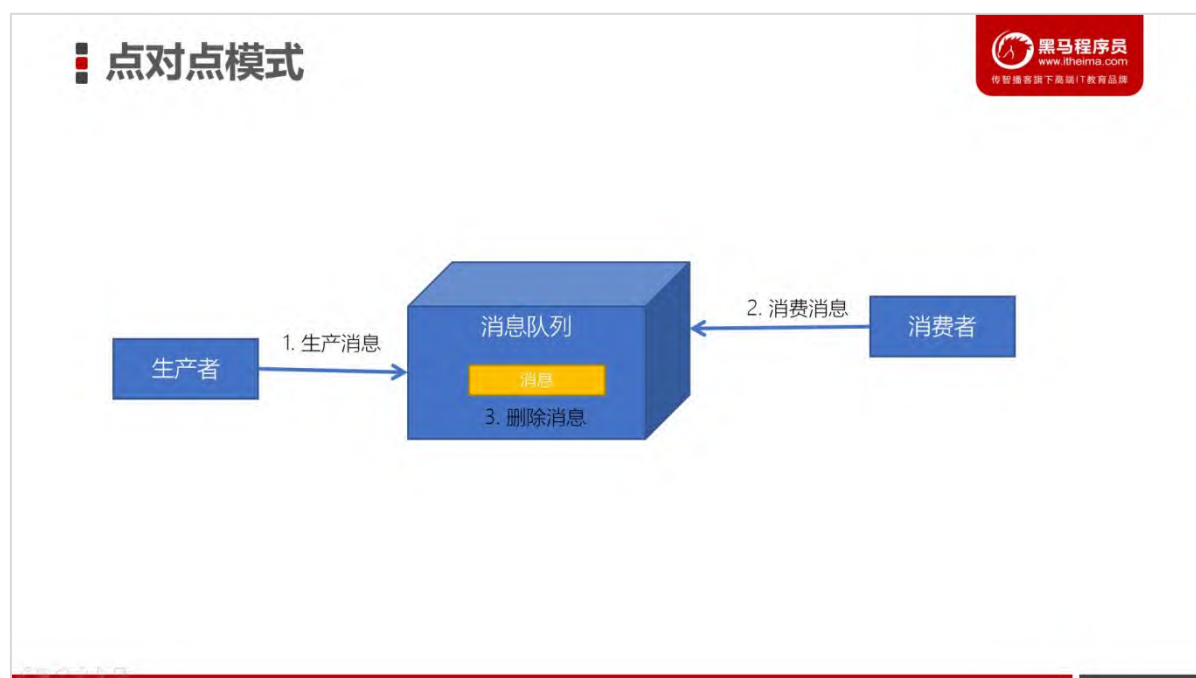 点对点模式
黑马程序员
www.itheima.com
传智播客旗下高端IT教育品牌
消息队列
2. 消费消息
消费者
1. 生产消息
生产者
消息
3. 删除消息